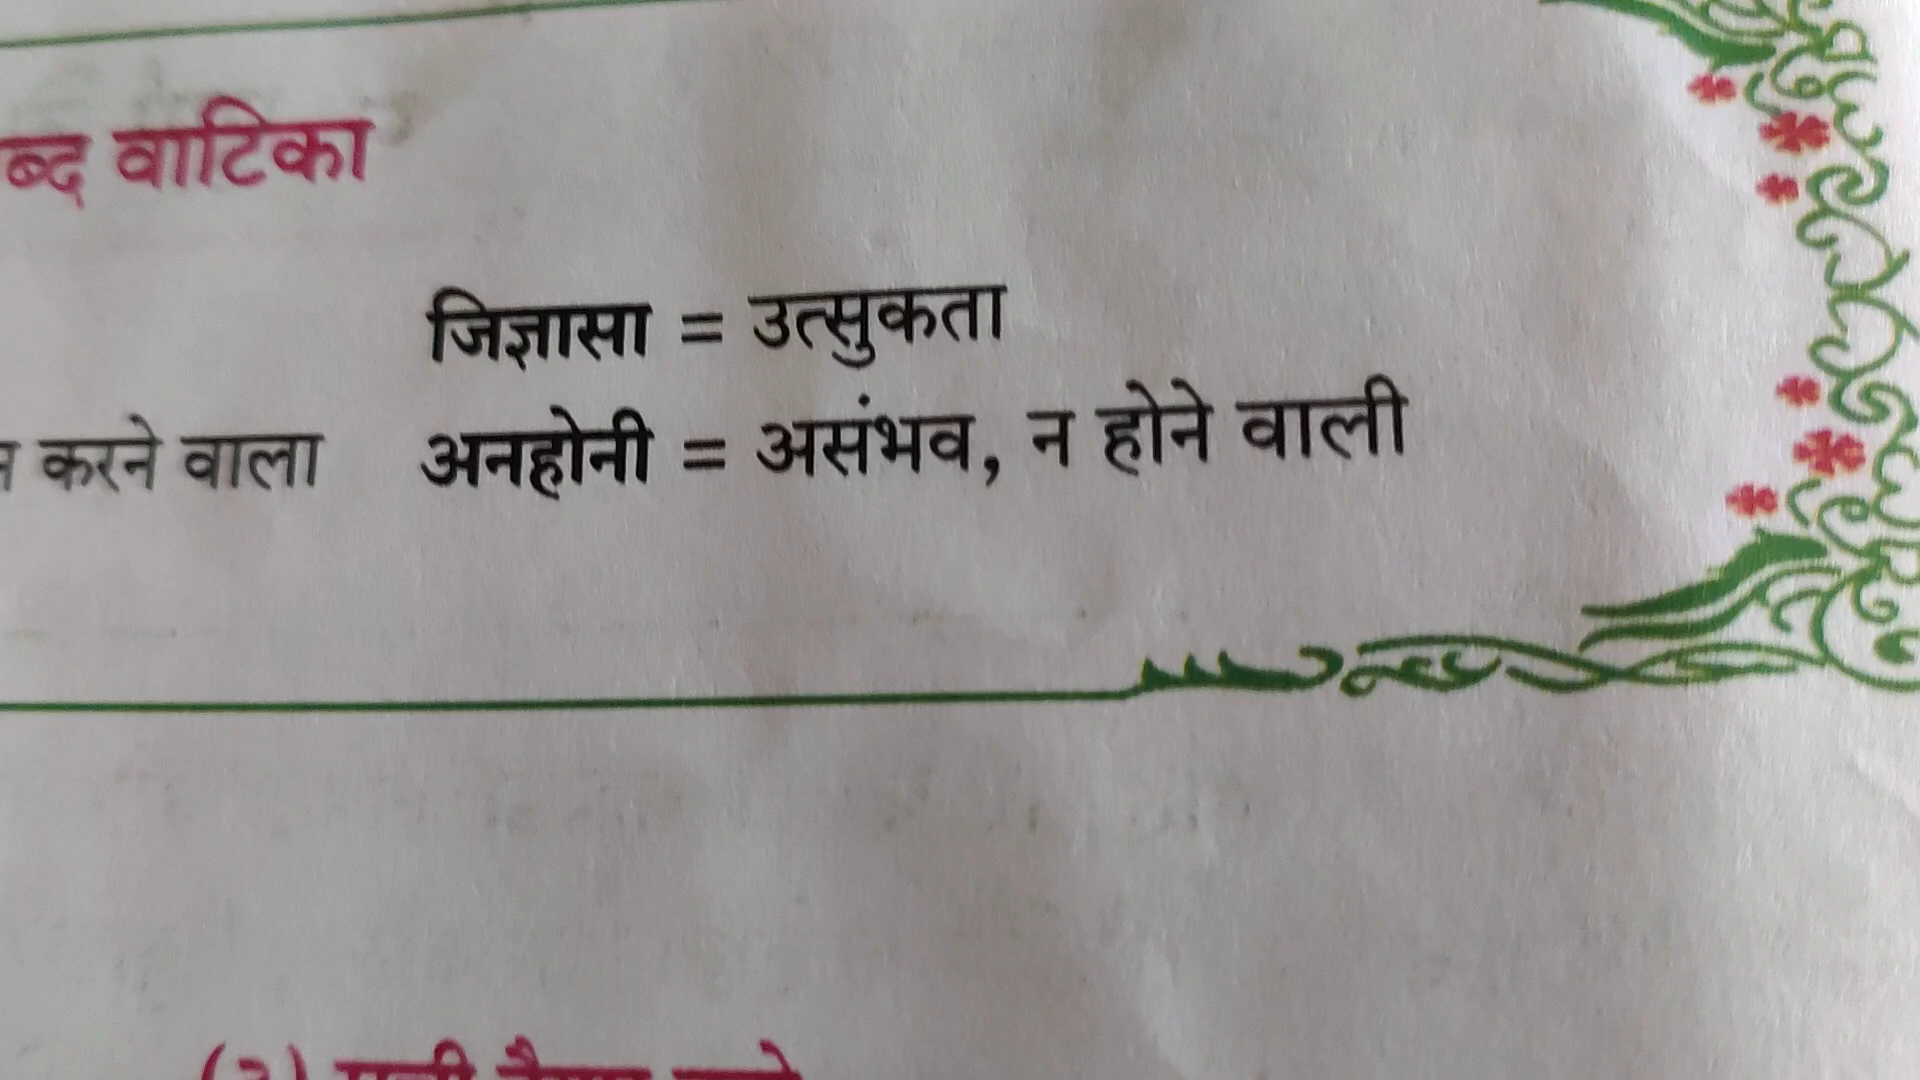 वाटिका
जिज्ञासा = उत्सुकता
करने वाला अनहोनी = असंभव, न होने वाली